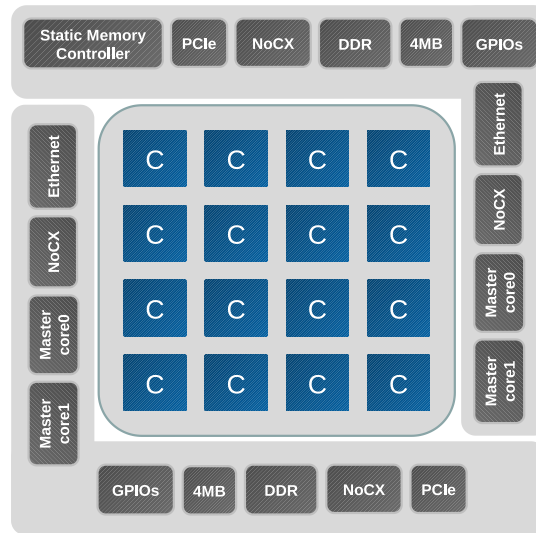 Static Memory
Controller
PCIe
NoCX
DDR
4MB
GPIOs
Ethernet
NoCX
Master
core0
Master
core1
C C C C
C C C C
C C C C
C C C C
Ethernet
NoCX
Master
core0
Master
core1
GPIOs
4MB
DDR
NoCX
PCIe